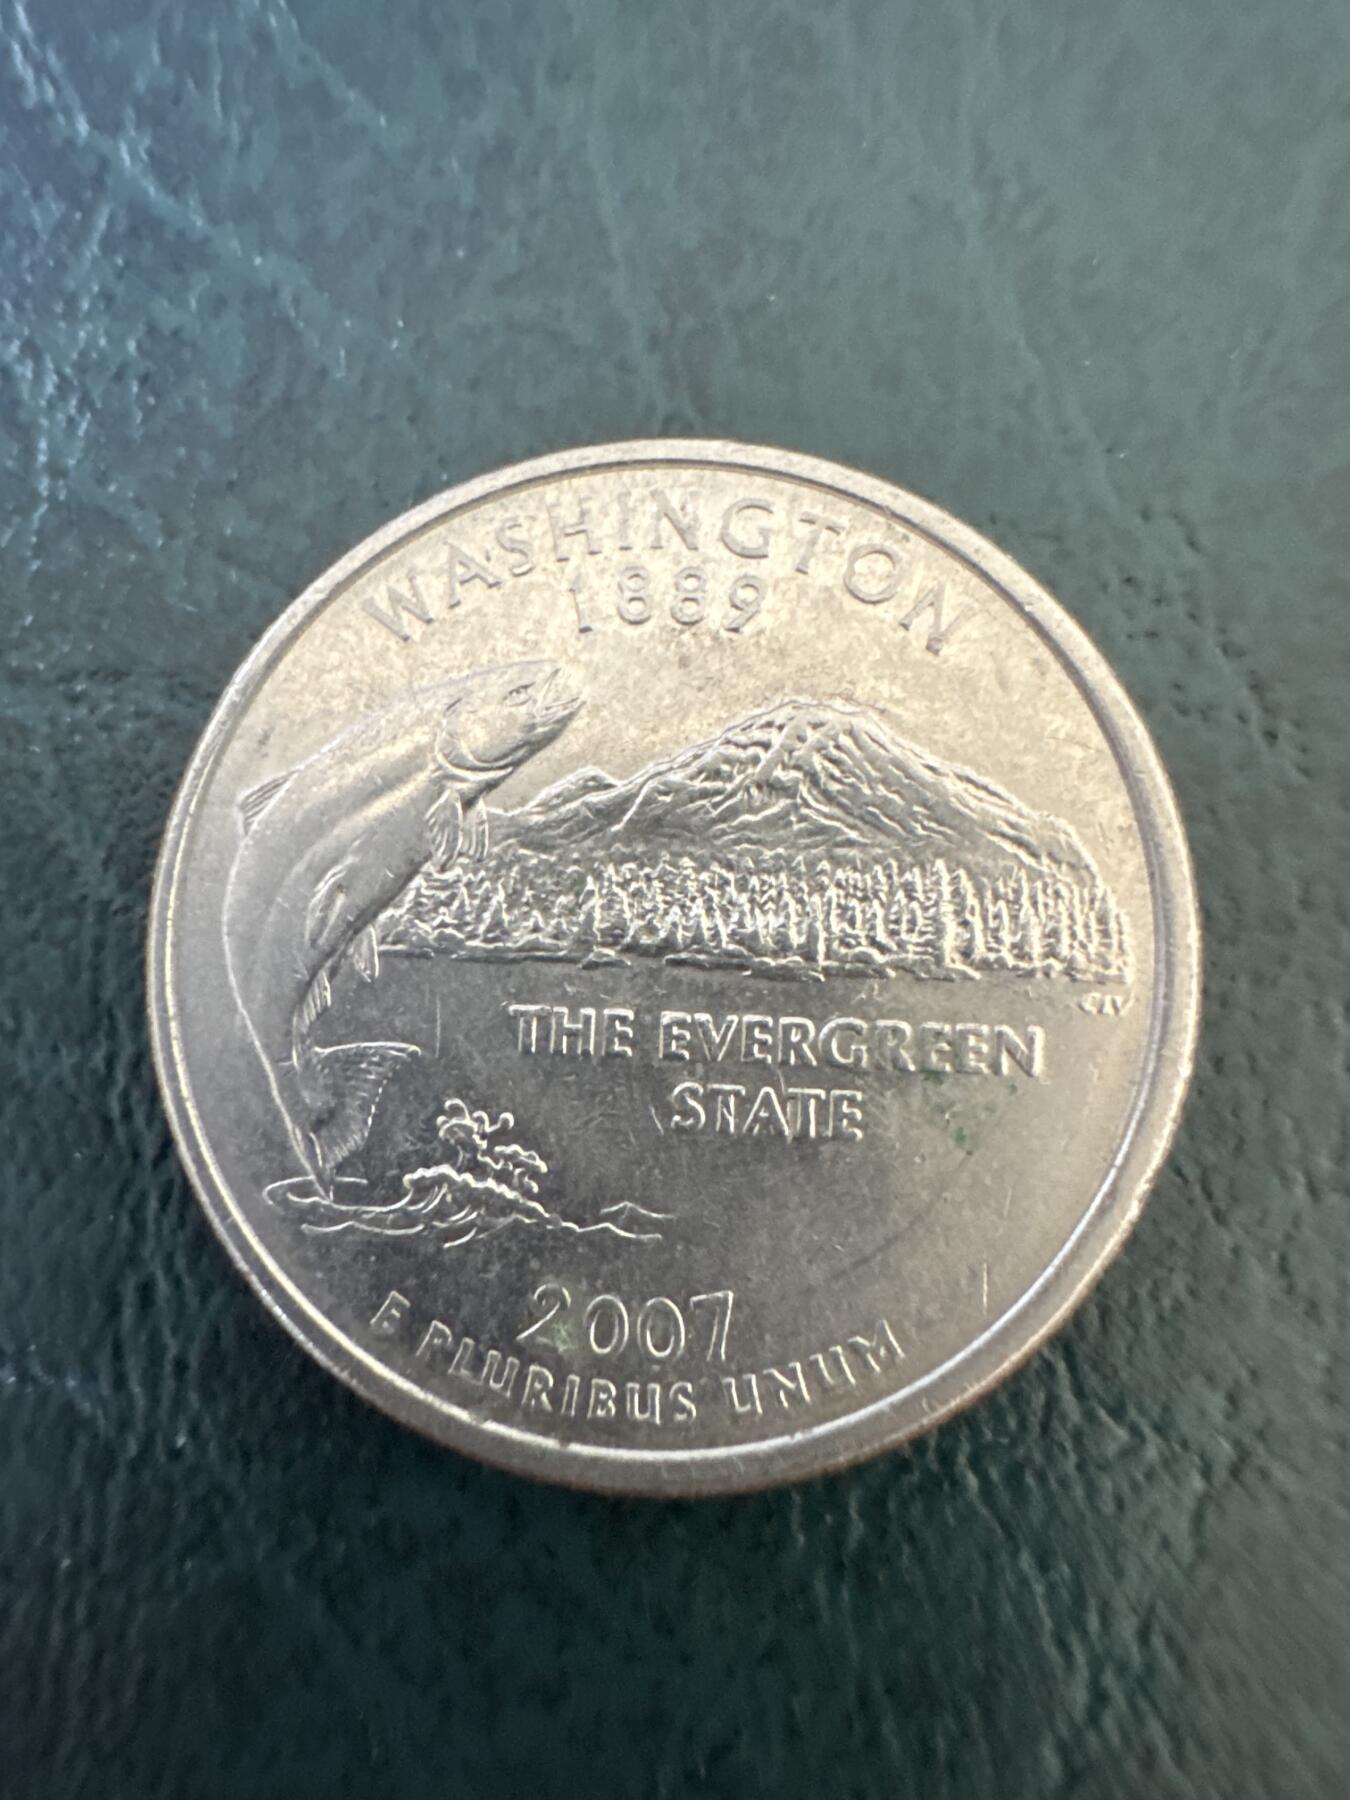 WASHINGTON
1889
THE EVERGREEN
STATE
2007
E PLURIBUS UNUM